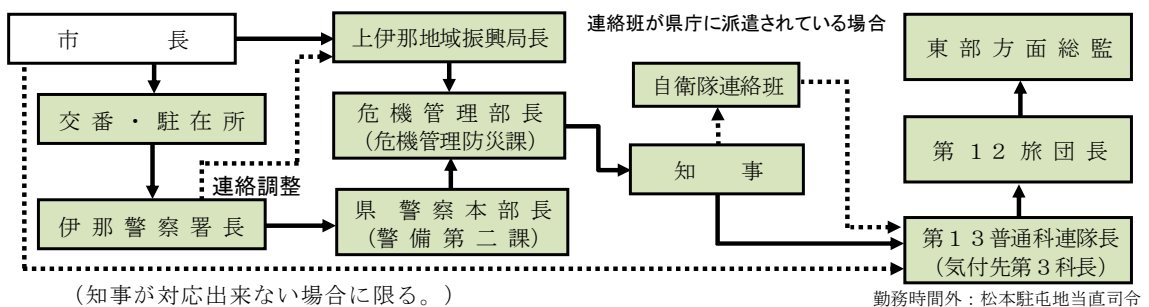 連絡班が県庁に派遣されている場合
市長
上伊那地域振興局長
東部方面総監
自衛隊連絡班
交番・駐在所
危機管理部長
(危機管理防災課)
第12旅団長
知事
連絡調整
伊那警察署長
県警察本部長
(警備第二課)
第13普通科連隊長
(気付先第3科長)
(知事が対応出来ない場合に限る。)
勤務時間外:松本駐屯地当直司令